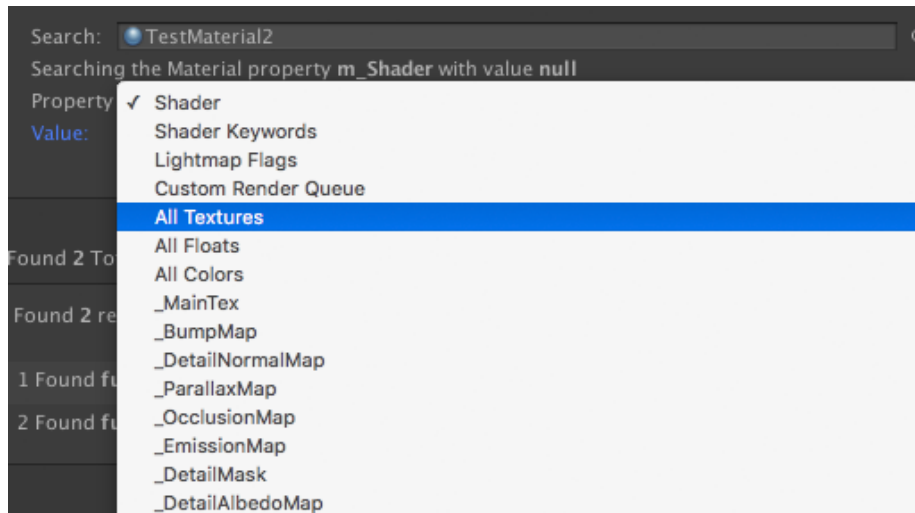 Search: TestMaterial2
Searching the Material property m_Shader with value null
Property ✓ Shader
Value: Shader Keywords
Lightmap Flags
Custom Render Queue
All Textures
All Floats
Found 2 To
All Colors
_MainTex
Found 2 re
_BumpMap
_DetailNormalMap
1 Found fu
_ParallaxMap
2 Found fu
_OcclusionMap
_EmissionMap
_DetailMask
_DetailAlbedoMap